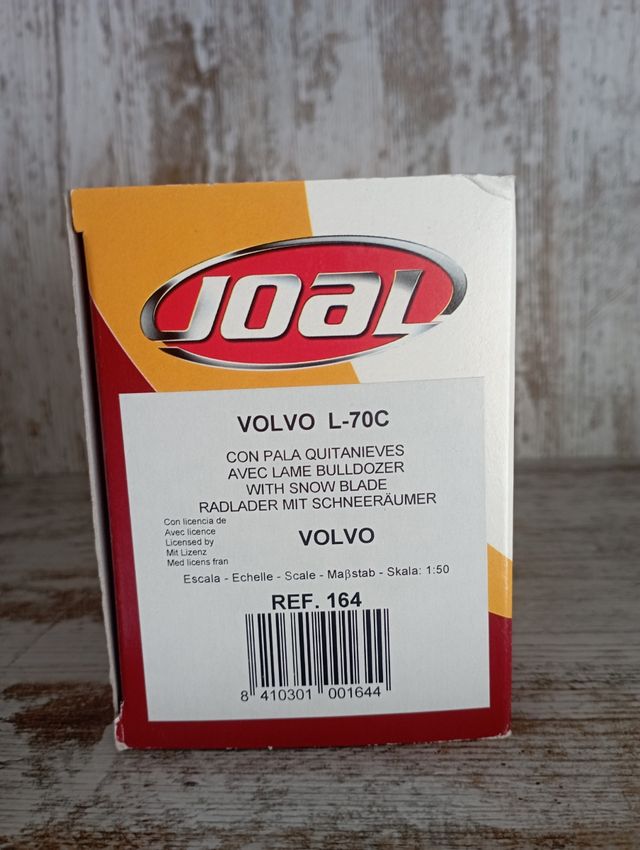 JOAL
VOLVO L-70C
CON PALA QUITANIEVES
AVEC LAME BULLDOZER
WITH SNOW BLADE
RADLADER MIT SCHNEERÄUMER
Con licencia de
Avec licence
Licensed by
Mit Lizenz
Med licens fran
VOLVO
Escala - Echelle - Scale - Maβstab - Skala: 1:50
REF. 164
8 410301 001644